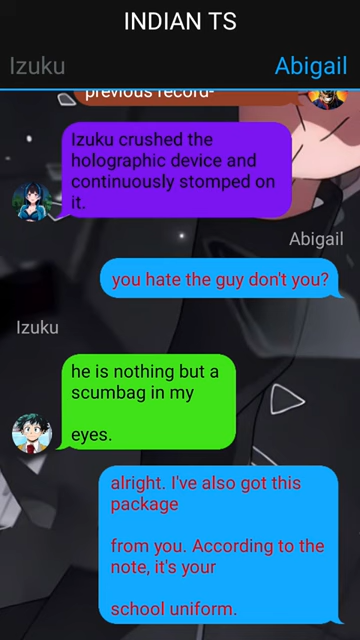 INDIAN TS
Izuku
Abigail
previous record-
Izuku crushed the
holographic device and
continuously stomped on
it.
Abigail
you hate the guy don't you?
Izuku
he is nothing but a
scumbag in my
eyes.
alright. I've also got this
package
from you. According to the
note, it's your
school uniform.